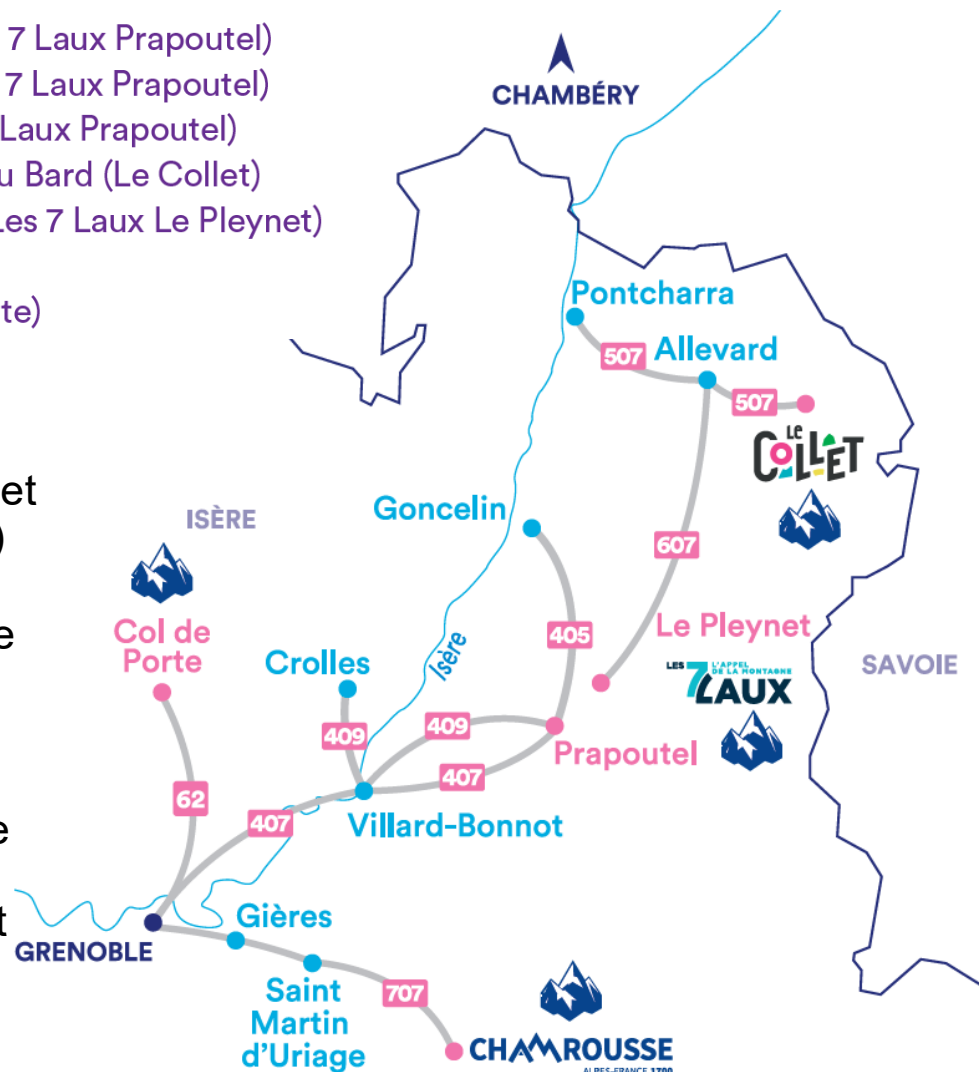 7 Laux Prapoutel)
7 Laux Prapoutel)
Laux Prapoutel)
u Bard (Le Collet)
Les 7 Laux Le Pleynet)
te)
CHAMBÉRY
Pontcharra
507
Allevard
507
LE
COLLET
et
)
ISÈRE
Goncelin
607
e
Col de
Porte
405
Le Pleynet
Crolles
Isère
LES 7 LAUX
L'APPEL
DE LA MONTAGNE
SAVOIE
409
409
Prapoutel
407
62
407
Villard-Bonnot
e
t
GRENOBLE
Gières
Saint
Martin
d'Uriage
707
CHAMROUSSE
ALPES-FRANCE 1700